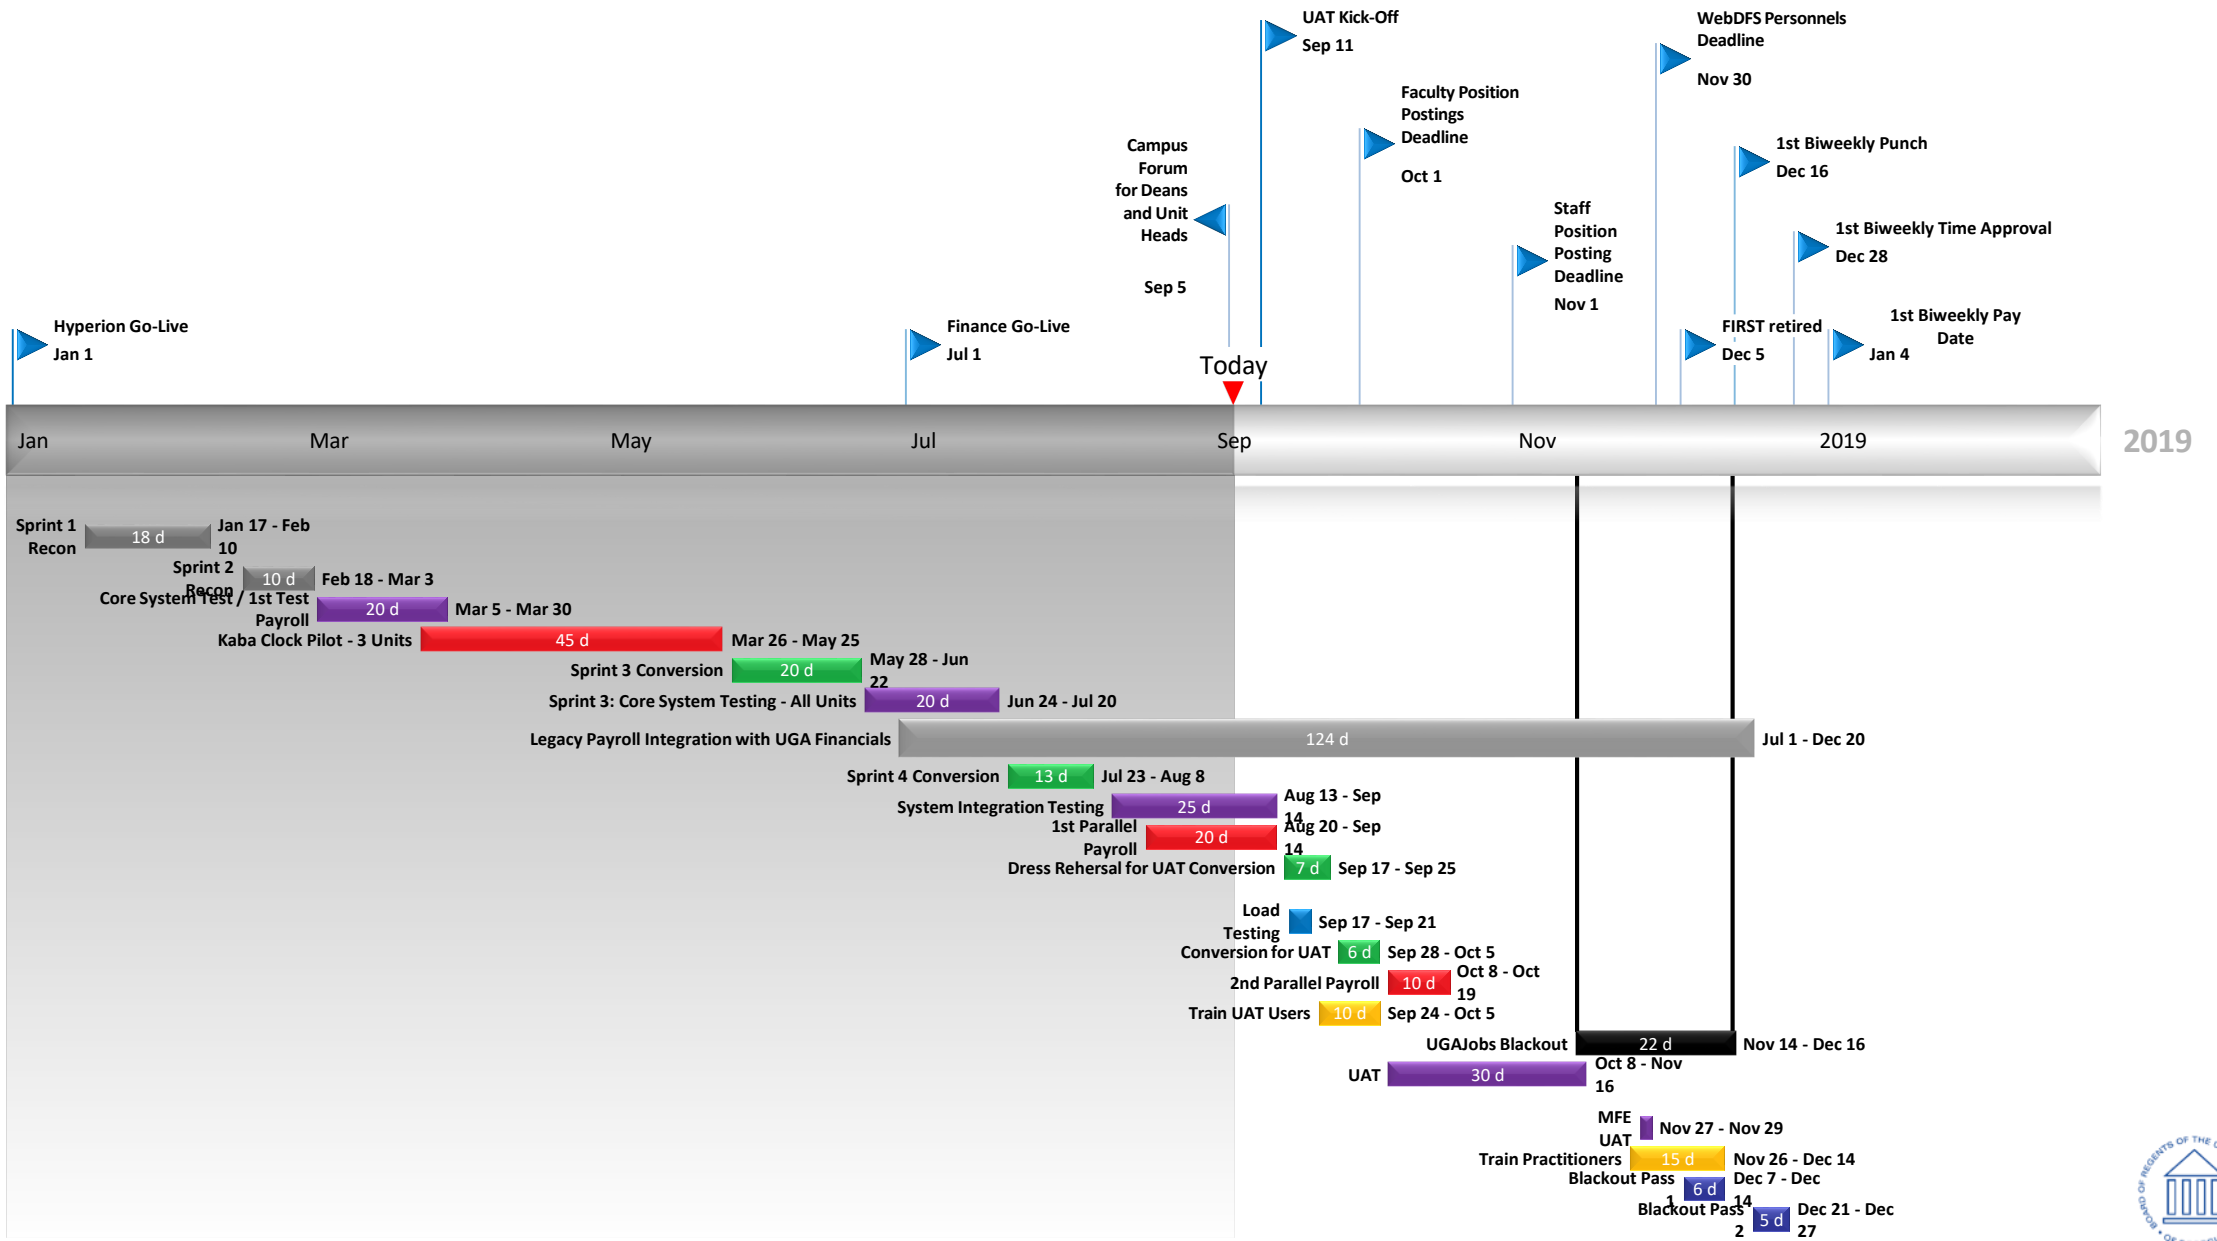 UAT Kick-Off
Sep 11
WebDFS Personnels
Deadline
Nov 30
Faculty Position
Postings
Deadline
Oct 1
Campus
Forum
for Deans
and Unit
Heads
Sep 5
1st Biweekly Punch
Dec 16
Staff
Position
Posting
Deadline
Nov 1
1st Biweekly Time Approval
Dec 28
Hyperion Go-Live
Jan 1
Finance Go-Live
Jul 1
FIRST retired
Dec 5
1st Biweekly Pay
Date
Jan 4
Today
Jan Mar May Jul Sep Nov 2019
2019
Sprint 1
Recon
18 d
Jan 17 - Feb
10
Sprint 2
Recon
10 d
Feb 18 - Mar 3
Core System Test / 1st Test
Payroll
20 d
Mar 5 - Mar 30
Kaba Clock Pilot - 3 Units
45 d
Mar 26 - May 25
Sprint 3 Conversion
20 d
May 28 - Jun
22
Sprint 3: Core System Testing - All Units
20 d
Jun 24 - Jul 20
Legacy Payroll Integration with UGA Financials
124 d
Jul 1 - Dec 20
Sprint 4 Conversion
13 d
Jul 23 - Aug 8
System Integration Testing
25 d
Aug 13 - Sep
14
1st Parallel
Payroll
20 d
Aug 20 - Sep
14
Dress Rehersal for UAT Conversion
7 d
Sep 17 - Sep 25
Load
Testing
Sep 17 - Sep 21
Conversion for UAT
6 d
Sep 28 - Oct 5
2nd Parallel Payroll
10 d
Oct 8 - Oct
19
Train UAT Users
10 d
Sep 24 - Oct 5
UGAJobs Blackout
22 d
Nov 14 - Dec 16
UAT
30 d
Oct 8 - Nov
16
MFE
UAT
Nov 27 - Nov 29
Train Practitioners
15 d
Nov 26 - Dec 14
Blackout Pass
1
6 d
Dec 7 - Dec
14
Blackout Pass
2
5 d
Dec 21 - Dec
27
BOARD OF REGENTS OF THE